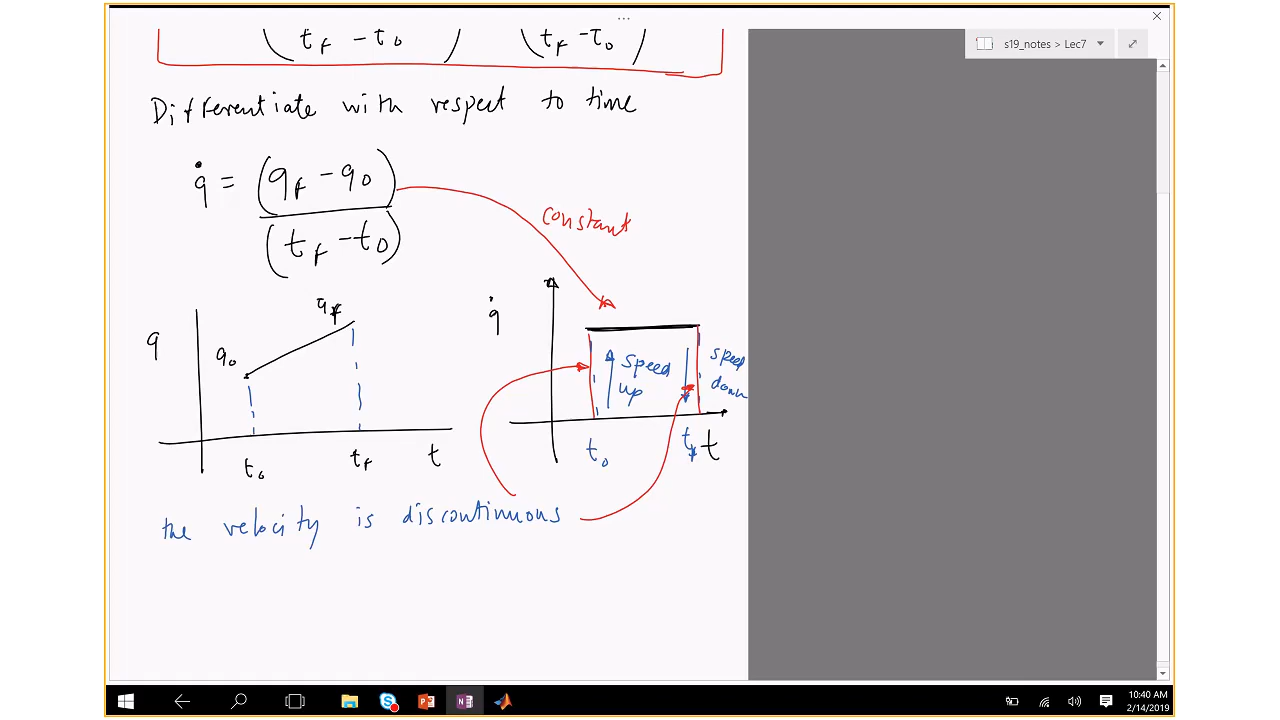 s19_notes > Lec7
(t_f - t_0) (t_f - t_0)
Differentiate with respect to time
q̇ = (q_f - q_0) / (t_f - t_0)
constant
q
q_0
q_f
t_0
t_f
t
q̇
speed
up
speed
down
t_0
t_f
t
the velocity is discontinuous
10:40 AM
2/14/2019